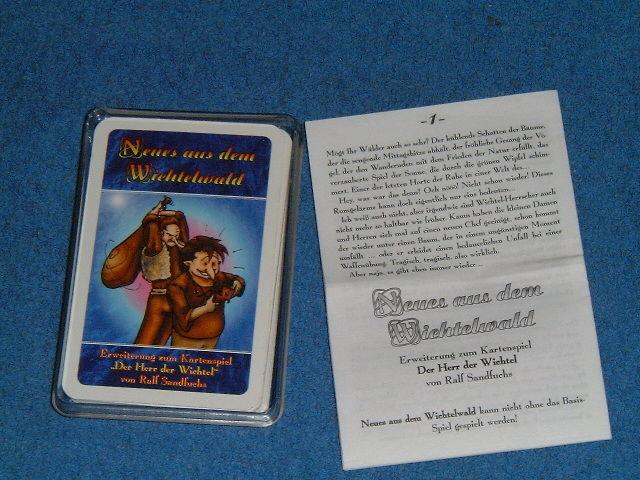 Neues aus dem
Wichtelwald
Erweiterung zum Kartenspiel
„Der Herr der Wichtel“
von Ralf Sandfuchs
-1-
Mögt Ihr Wälder auch so sehr? Der kühlende Schatten der Bäume,
der die sengende Mittagshitze abhält, der fröhliche Gesang der Vö-
gel, der den Wandersden mit dem Frieden der Natur erfüllt, das
verzauberte Spiel der Sonne, die durch die grünen Wipfel schim-
mert. Einer der letzten Horte der Ruhe in einer Welt do...
Hey, was war das denn? Ooh nöö! Nicht schon wieder! Dieses
Rumgelärme kann doch eigentlich nur eins bedeuten...
Ich weiß auch nicht, aber irgendwie sind Wichtel-Herrscher auch
nicht mehr so haltbar wie früher. Kaum haben die kleinen Damen
und Herren sich mal auf einen neuen Chef geeinigt, schon kommt
der wieder unter einen Baum, der in einem ungünstigen Moment
umfällt ... oder er erleidet einen bedauerlichen Unfall bei einer
Waffenübung. Tragisch, tragisch, also wirklich.
Aber naja, es gibt eben immer wieder...
Neues aus dem
Wichtelwald
Erweiterung zum Kartenspiel
Der Herr der Wichtel
von Ralf Sandfuchs
Neues aus dem Wichtelwald kann nicht ohne das Basis-
Spiel gespielt werden!